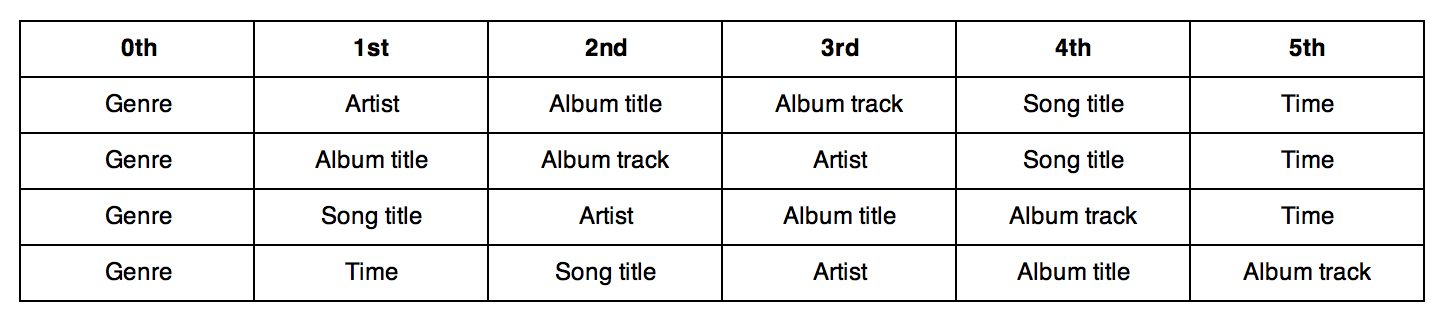 0th 1st 2nd 3rd 4th 5th
Genre Artist Album title Album track Song title Time
Genre Album title Album track Artist Song title Time
Genre Song title Artist Album title Album track Time
Genre Time Song title Artist Album title Album track